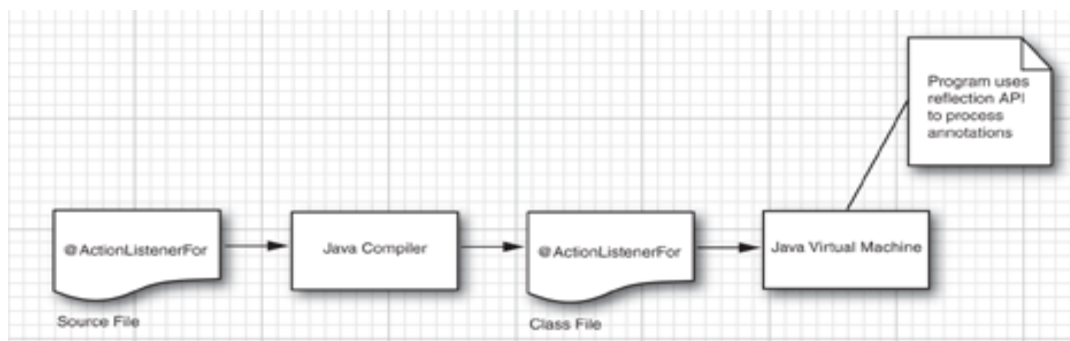 Program uses
reflection API
to process
annotations
@ActionListenerFor
Java Compiler
@ActionListenerFor
Java Virtual Machine
Source File
Class File